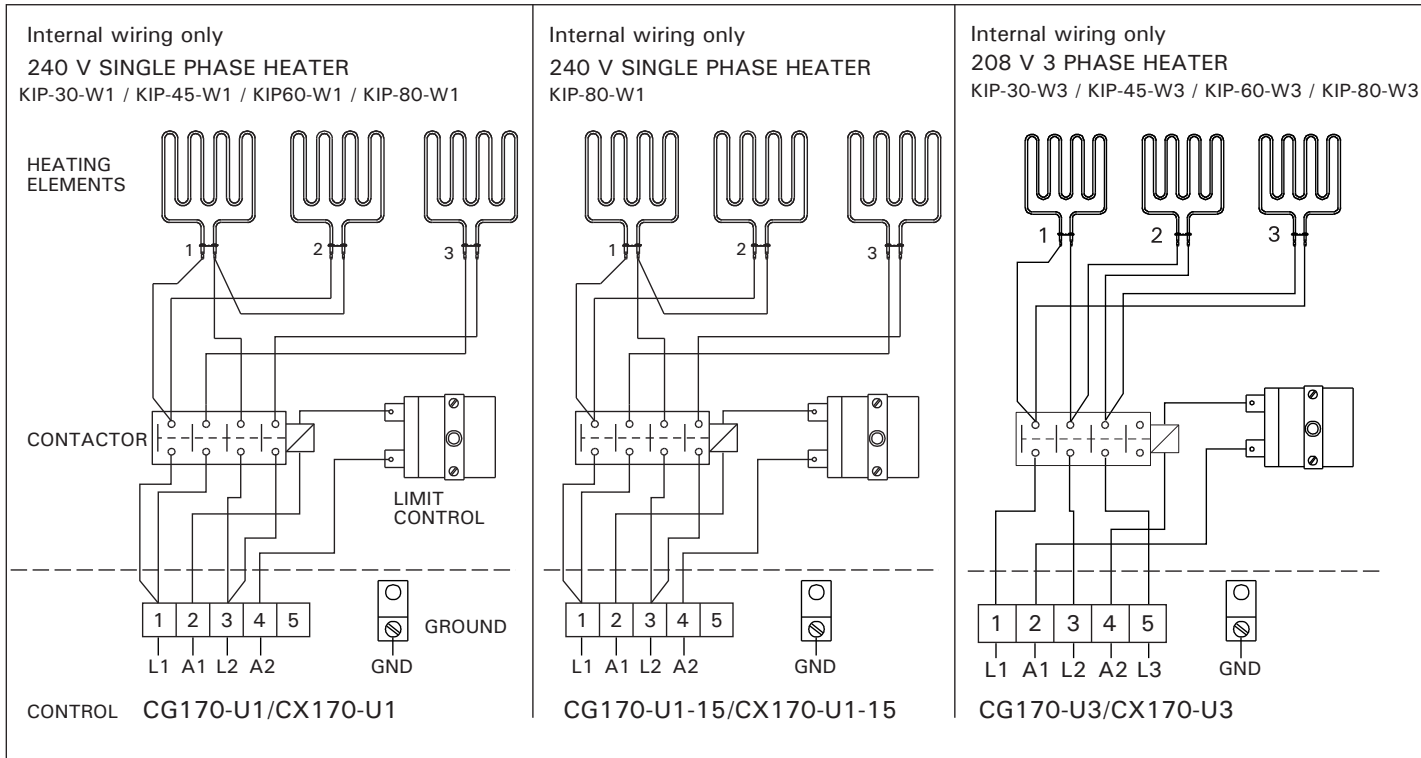 Internal wiring only
240 V SINGLE PHASE HEATER
KIP-30-W1 / KIP-45-W1 / KIP60-W1 / KIP-80-W1
HEATING
ELEMENTS
1
2
3
CONTACTOR
LIMIT
CONTROL
1 2 3 4 5
GROUND
L1 A1 L2 A2
GND
CONTROL CG170-U1/CX170-U1
Internal wiring only
240 V SINGLE PHASE HEATER
KIP-80-W1
1
2
3
1 2 3 4 5
L1 A1 L2 A2
GND
CG170-U1-15/CX170-U1-15
Internal wiring only
208 V 3 PHASE HEATER
KIP-30-W3 / KIP-45-W3 / KIP-60-W3 / KIP-80-W3
1
2
3
1 2 3 4 5
L1 A1 L2 A2 L3
GND
CG170-U3/CX170-U3